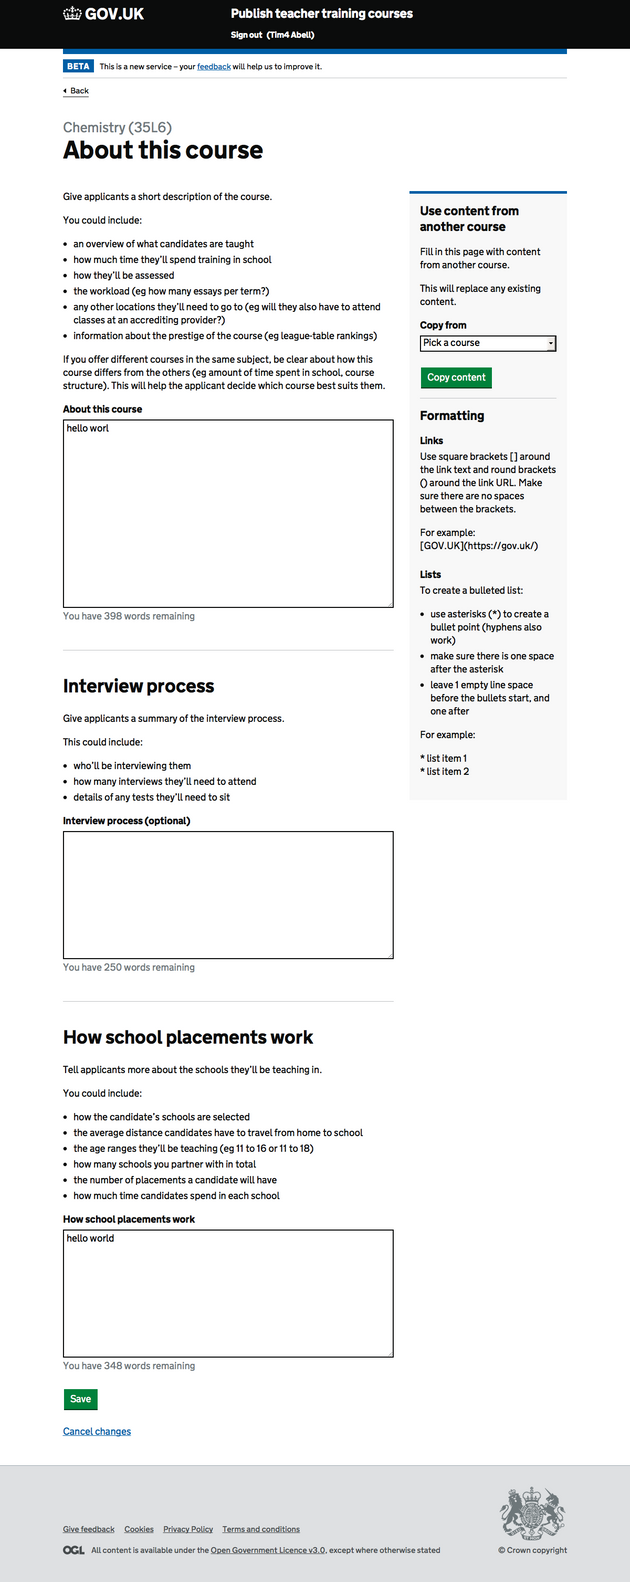 GOV.UK
Publish teacher training courses
Sign out (Tim4 Abell)
BETA This is a new service – your feedback will help us to improve it.
Back
Chemistry (35L6)
About this course
Give applicants a short description of the course.
You could include:
• an overview of what candidates are taught
• how much time they'll spend training in school
• how they'll be assessed
• the workload (eg how many essays per term?)
• any other locations they'll need to go to (eg will they also have to attend
classes at an accrediting provider?)
• information about the prestige of the course (eg league-table rankings)
If you offer different courses in the same subject, be clear about how this
course differs from the others (eg amount of time spent in school, course
structure). This will help the applicant decide which course best suits them.
About this course
hello worl
You have 398 words remaining
Interview process
Give applicants a summary of the interview process.
This could include:
• who'll be interviewing them
• how many interviews they'll need to attend
• details of any tests they'll need to sit
Interview process (optional)
You have 250 words remaining
How school placements work
Tell applicants more about the schools they'll be teaching in.
You could include:
• how the candidate's schools are selected
• the average distance candidates have to travel from home to school
• the age ranges they'll be teaching (eg 11 to 16 or 11 to 18)
• how many schools you partner with in total
• the number of placements a candidate will have
• how much time candidates spend in each school
How school placements work
hello world
You have 348 words remaining
Save
Cancel changes
Use content from
another course
Fill in this page with content
from another course.
This will replace any existing
content.
Copy from
Pick a course
Copy content
Formatting
Links
Use square brackets [ ] around
the link text and round brackets
() around the link URL. Make
sure there are no spaces
between the brackets.
For example:
[GOV.UK](https://gov.uk/)
Lists
To create a bulleted list:
• use asterisks (*) to create a
bullet point (hyphens also
work)
• make sure there is one space
after the asterisk
• leave 1 empty line space
before the bullets start, and
one after
For example:
* list item 1
* list item 2
Give feedback Cookies Privacy Policy Terms and conditions
OGL All content is available under the Open Government Licence v3.0, except where otherwise stated
© Crown copyright